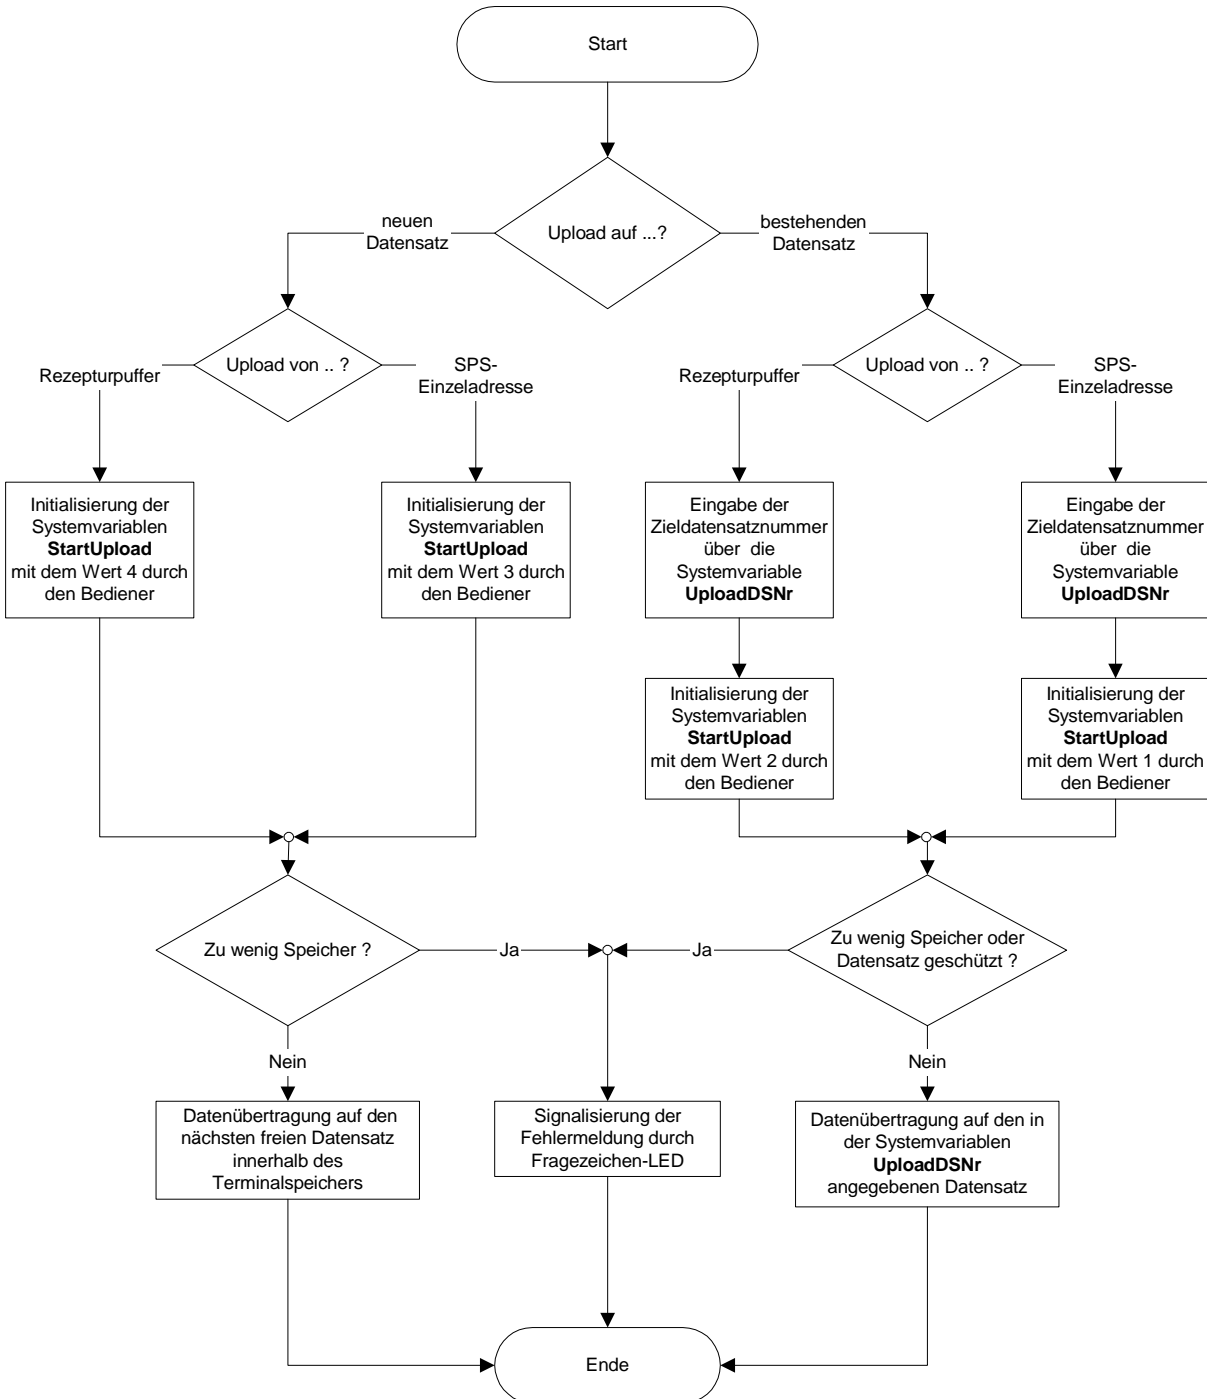 Start
Upload auf ...?
neuen
Datensatz
bestehenden
Datensatz
Upload von .. ?
Rezepturpuffer
SPS-
Einzeladresse
Upload von .. ?
Rezepturpuffer
SPS-
Einzeladresse
Initialisierung der
Systemvariablen
StartUpload
mit dem Wert 4 durch
den Bediener
Initialisierung der
Systemvariablen
StartUpload
mit dem Wert 3 durch
den Bediener
Eingabe der
Zieldatensatznummer
über die
Systemvariable
UploadDSNr
Eingabe der
Zieldatensatznummer
über die
Systemvariable
UploadDSNr
Initialisierung der
Systemvariablen
StartUpload
mit dem Wert 2 durch
den Bediener
Initialisierung der
Systemvariablen
StartUpload
mit dem Wert 1 durch
den Bediener
Zu wenig Speicher ?
Ja
Ja
Zu wenig Speicher oder
Datensatz geschützt ?
Nein
Nein
Datenübertragung auf den
nächsten freien Datensatz
innerhalb des
Terminalspeichers
Signalisierung der
Fehlermeldung durch
Fragezeichen-LED
Datenübertragung auf den in
der Systemvariablen
UploadDSNr
angegebenen Datensatz
Ende